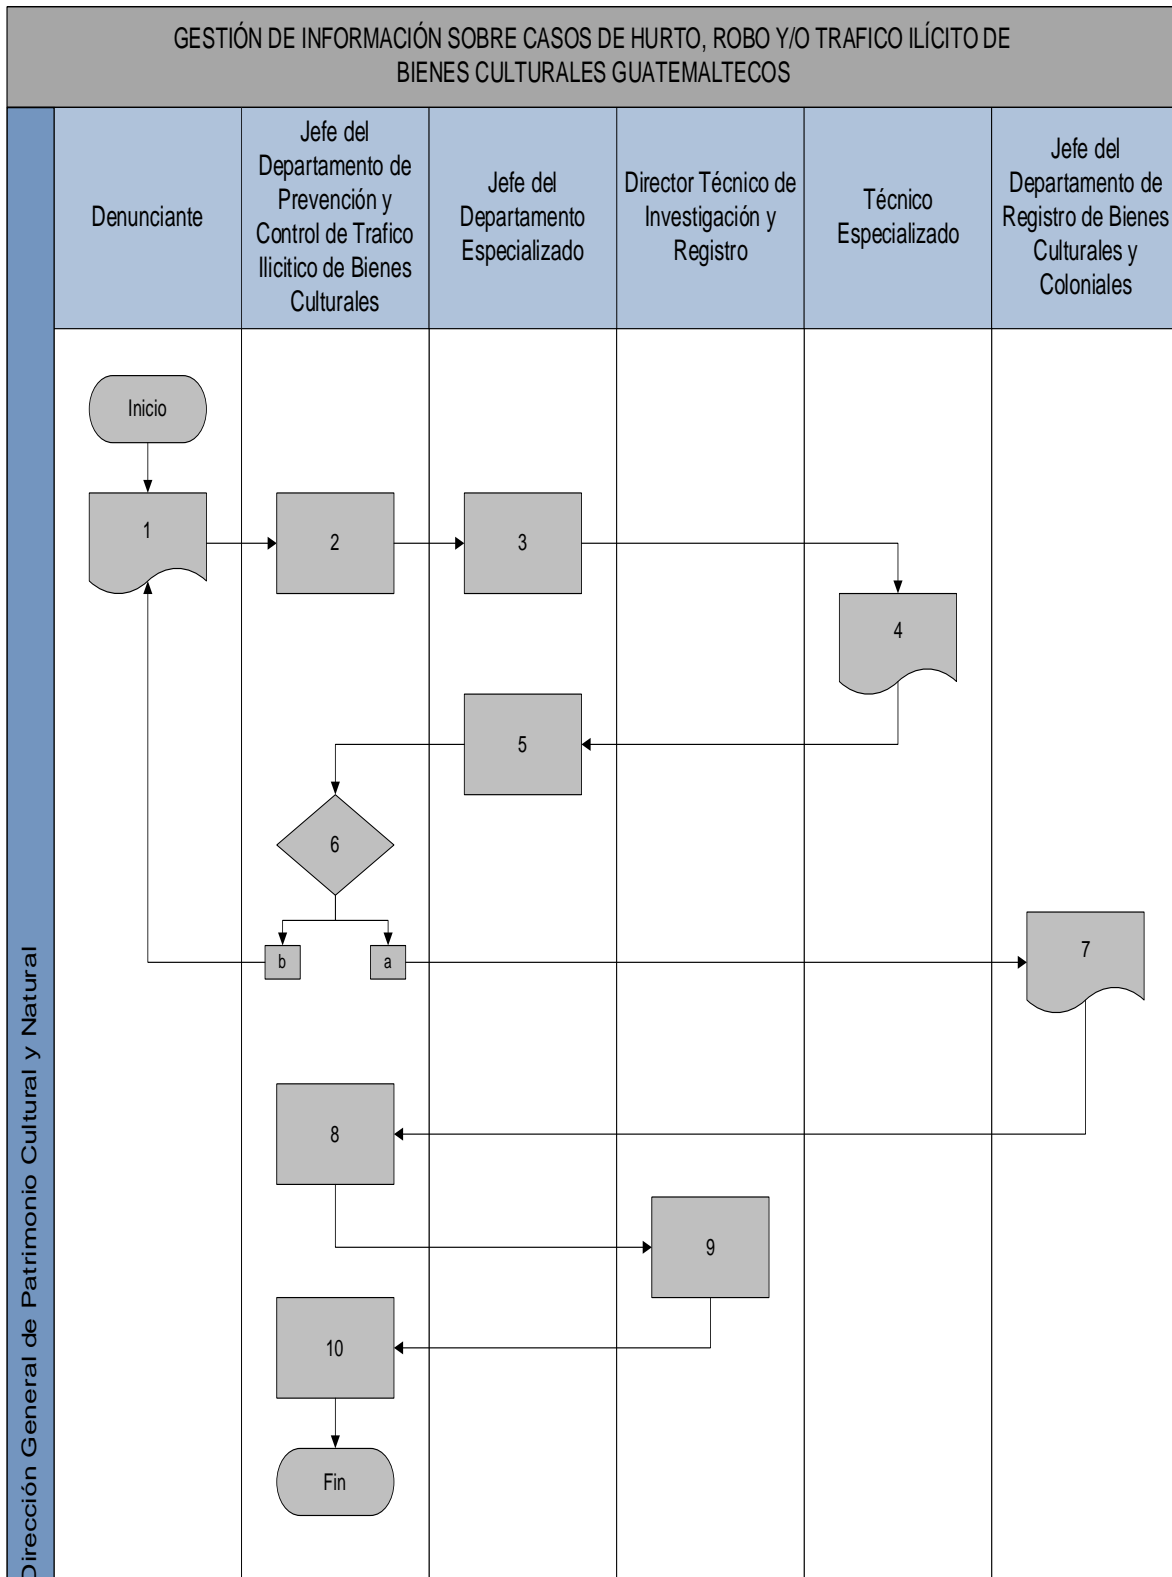 GESTIÓN DE INFORMACIÓN SOBRE CASOS DE HURTO, ROBO Y/O TRAFICO ILÍCITO DE
BIENES CULTURALES GUATEMALTECOS
Dirección General de Patrimonio Cultural y Natural
Denunciante
Jefe del
Departamento de
Prevención y
Control de Trafico
Ilicitico de Bienes
Culturales
Jefe del
Departamento
Especializado
Director Técnico de
Investigación y
Registro
Técnico
Especializado
Jefe del
Departamento de
Registro de Bienes
Culturales y
Coloniales
Inicio
1
2
3
4
5
6
b
a
7
8
9
10
Fin